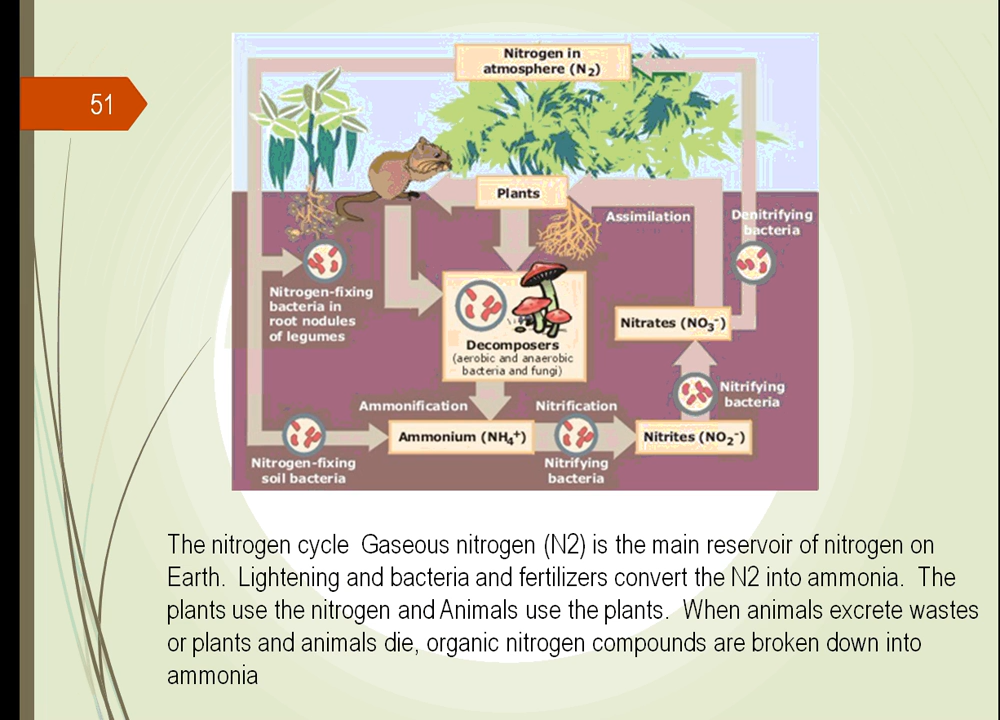 51
Nitrogen in
atmosphere (N₂)
Plants
Assimilation
Denitrifying
bacteria
Nitrogen-fixing
bacteria in
root nodules
of legumes
Nitrates (NO₃⁻)
Decomposers
(aerobic and anaerobic
bacteria and fungi)
Nitrifying
bacteria
Ammonification
Nitrification
Ammonium (NH₄⁺)
Nitrites (NO₂⁻)
Nitrogen-fixing
soil bacteria
Nitrifying
bacteria
The nitrogen cycle  Gaseous nitrogen (N2) is the main reservoir of nitrogen on
Earth.  Lightening and bacteria and fertilizers convert the N2 into ammonia.  The
plants use the nitrogen and Animals use the plants.  When animals excrete wastes
or plants and animals die, organic nitrogen compounds are broken down into
ammonia